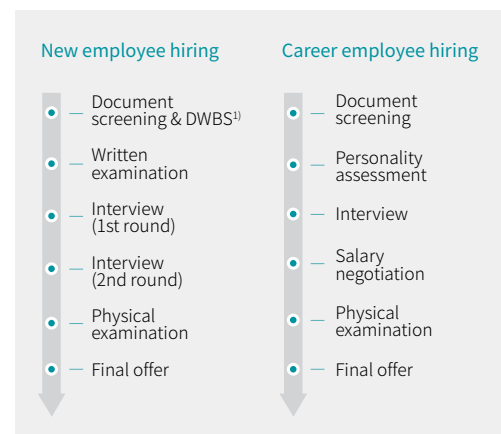 New employee hiring
Document
screening & DWBS1)
Written
examination
Interview
(1st round)
Interview
(2nd round)
Physical
examination
Final offer
Career employee hiring
Document
screening
Personality
assessment
Interview
Salary
negotiation
Physical
examination
Final offer